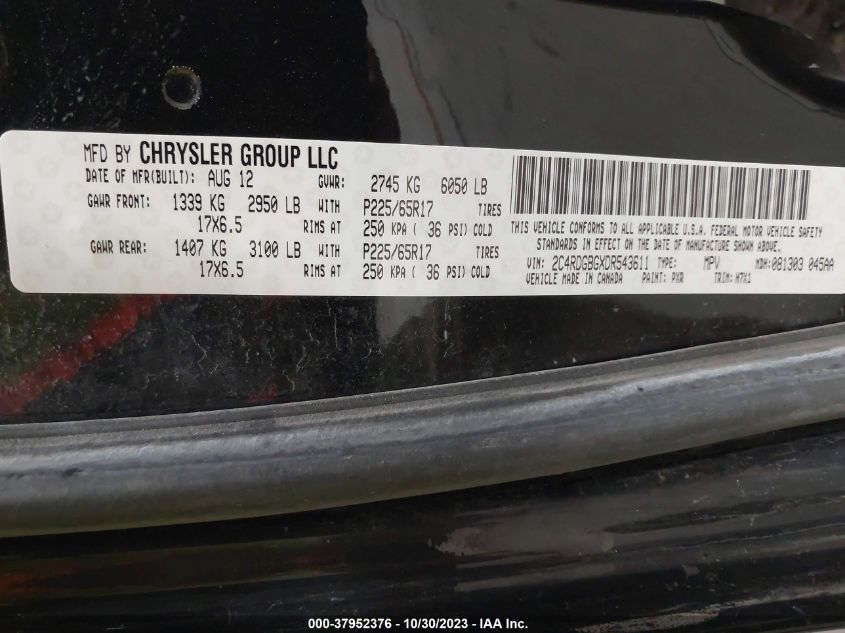 MFD BY CHRYSLER GROUP LLC
DATE OF MFR(BUILT): AUG 12 GVWR: 2745 KG 6050 LB
GAWR FRONT: 1339 KG 2950 LB WITH P225/65R17 TIRES
17X6.5 RIMS AT 250 KPA ( 36 PSI) COLD
GAWR REAR: 1407 KG 3100 LB WITH P225/65R17 TIRES
17X6.5 RIMS AT 250 KPA ( 36 PSI) COLD
THIS VEHICLE CONFORMS TO ALL APPLICABLE U.S.A. FEDERAL MOTOR VEHICLE SAFETY
STANDARDS IN EFFECT ON THE DATE OF MANUFACTURE SHOWN ABOVE.
VIN: 2C4RDGBGXDR543611 TYPE: MPV MDH: 081303 045AA
VEHICLE MADE IN CANADA PAINT: PXR TRIM: H7X1
000-37952376 - 10/30/2023 - IAA Inc.